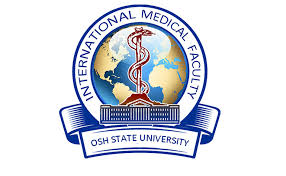 INTERNATIONAL MEDICAL FACULTY
OSH STATE UNIVERSITY